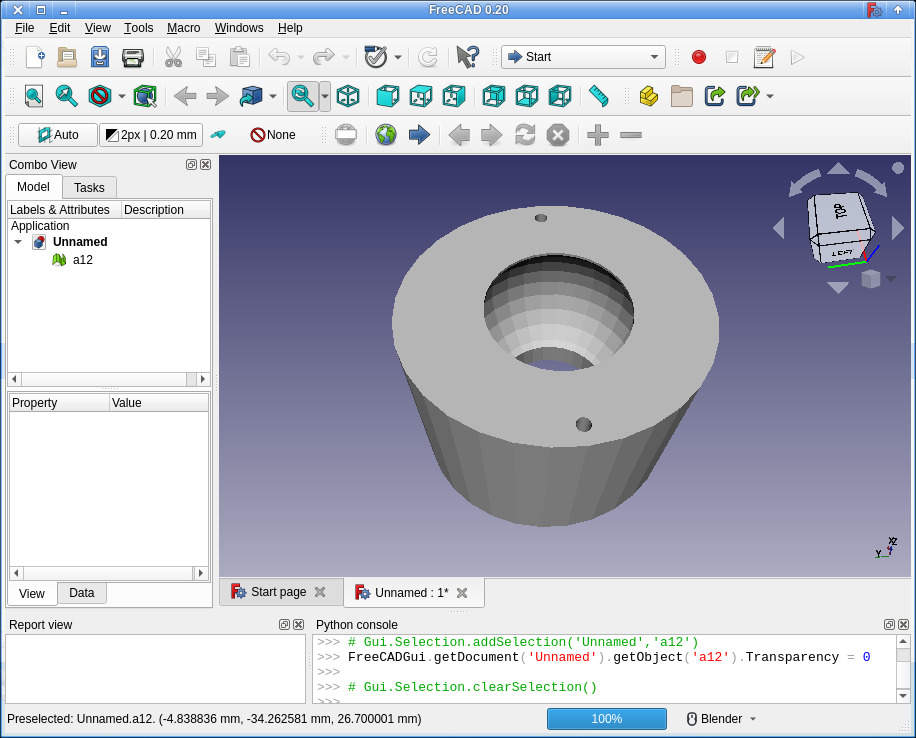 FreeCAD 0.20
File Edit View Tools Macro Windows Help
Start
Auto 2px | 0.20 mm None
Combo View
Model Tasks
Labels & Attributes Description
Application
Unnamed
a12
TOP
LEFT
Property Value
X Z
Y
View Data
Start page Unnamed : 1*
Report view Python console
>>> # Gui.Selection.addSelection('Unnamed','a12')
>>> FreeCADGui.getDocument('Unnamed').getObject('a12').Transparency = 0
>>>
>>> # Gui.Selection.clearSelection()
>>>
Preselected: Unnamed.a12. (-4.838836 mm, -34.262581 mm, 26.700001 mm) 100% Blender